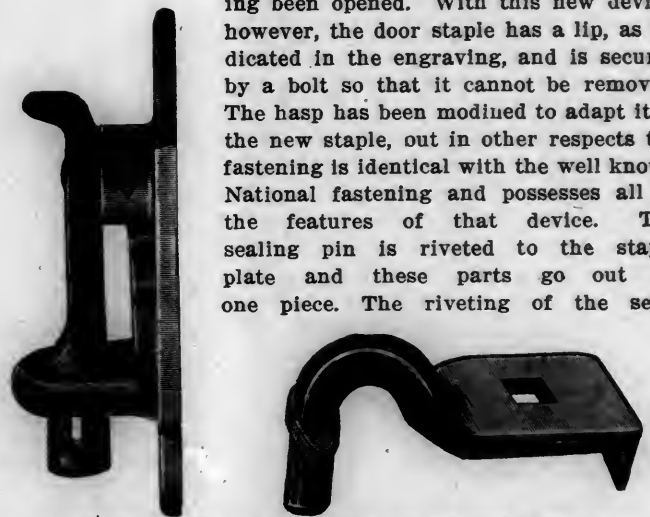 ing been opened. With this new devi
however, the door staple has a lip, as
dicated in the engraving, and is secur
by a bolt so that it cannot be remov
The hasp has been modiued to adapt it
the new staple, out in other respects t
fastening is identical with the well know
National fastening and possesses all
the features of that device. T
sealing pin is riveted to the stap
plate and these parts go out
one piece. The riveting of the se